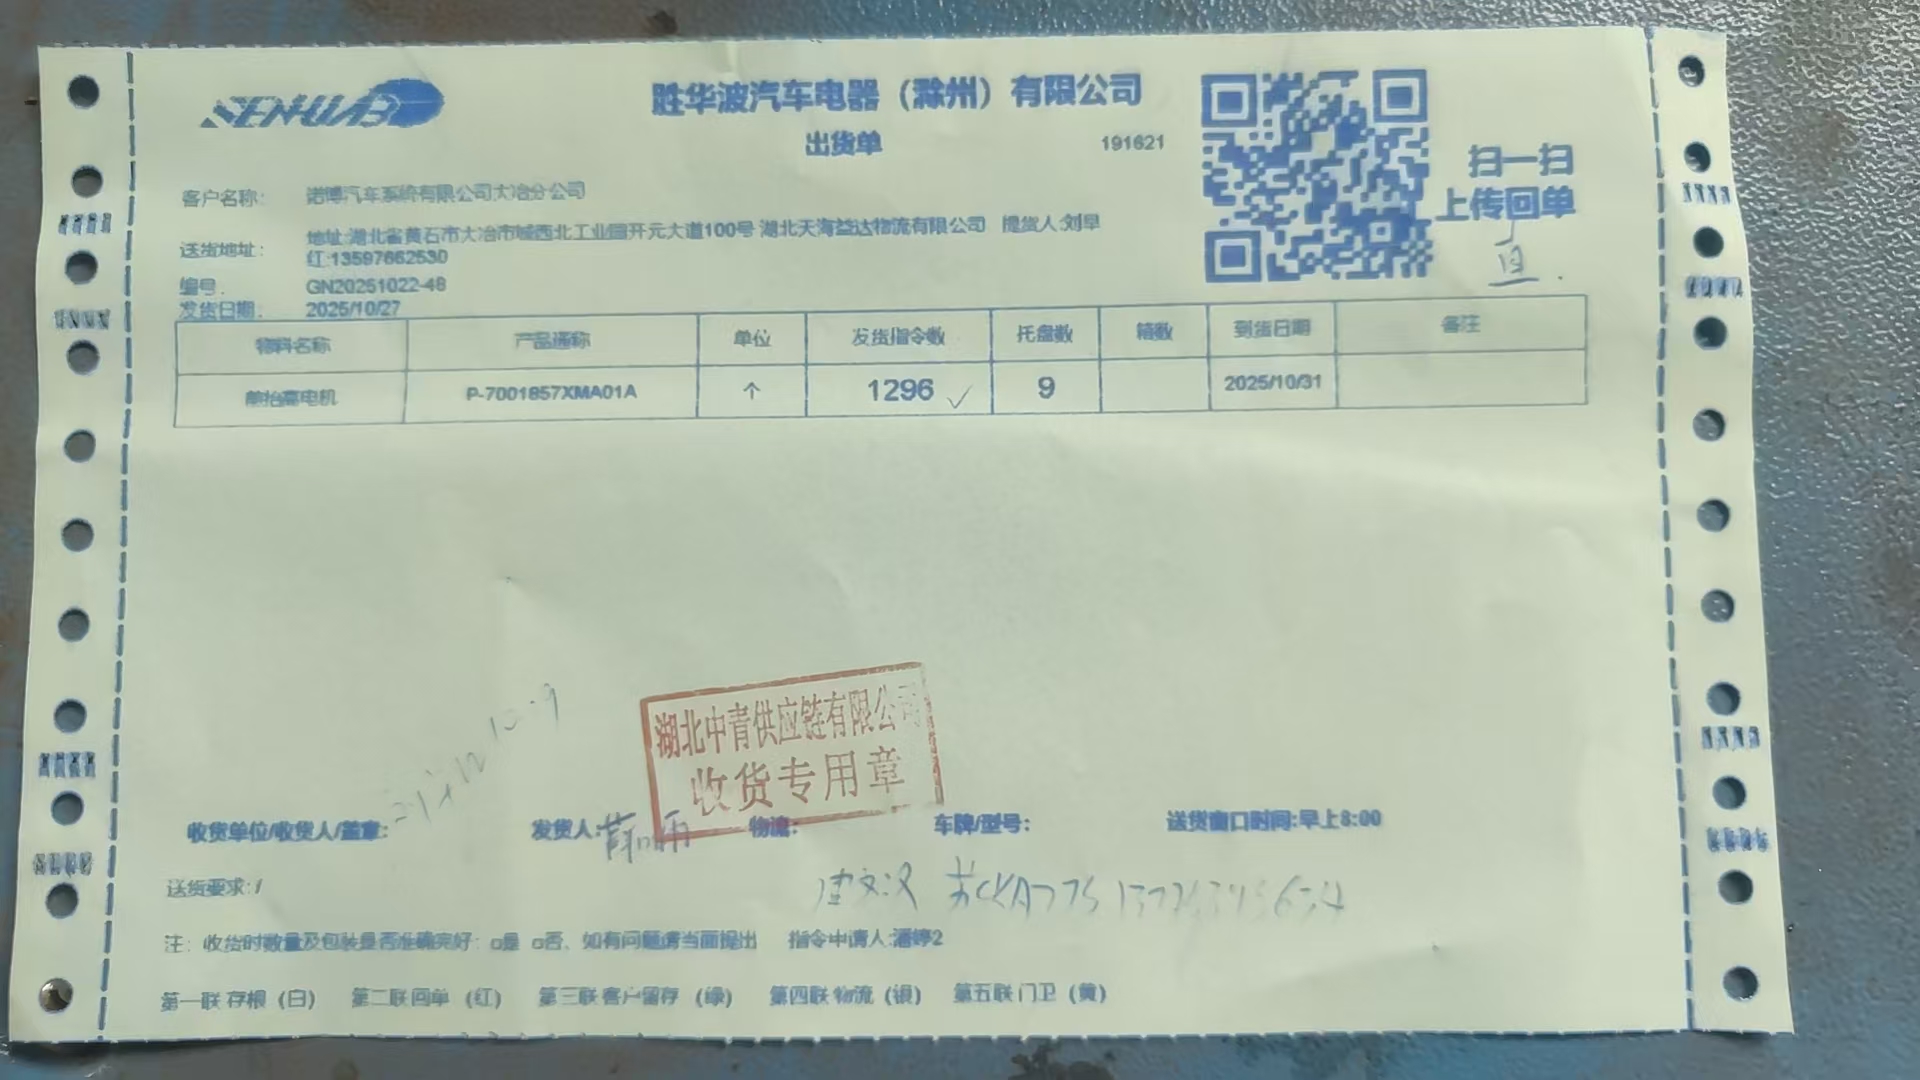 SENHUAB
胜华波汽车电器（滁州）有限公司
出货单
191621
扫一扫
上传回单
客户名称： 诺博汽车系统有限公司大冶分公司
送货地址： 地址:湖北省黄石市大冶市城西北工业园开元大道100号 湖北天海益达物流有限公司 提货人:刘早
红:13597662530
编号. GN20251022-48
发货日期： 2025/10/27
物料名称 产品通称 单位 发货指令数 托盘数 箱数 到货日期 备注
前抬高电机 P-7001857XMA01A 个 1296 ✓ 9 2025/10/31
湖北中青供应链有限公司
收货专用章
收货单位/收货人/盖章: 发货人: 物流: 车牌/型号: 送货窗口时间:早上8:00
送货要求:/
注: 收货时数量及包装是否准确完好: □是 □否、如有问题请当面提出 指令申请人:潘婷2
第一联 存根 (白) 第二联 回单 (红) 第三联 客户留存 (绿) 第四联 物流 (银) 第五联 门卫 (黄)